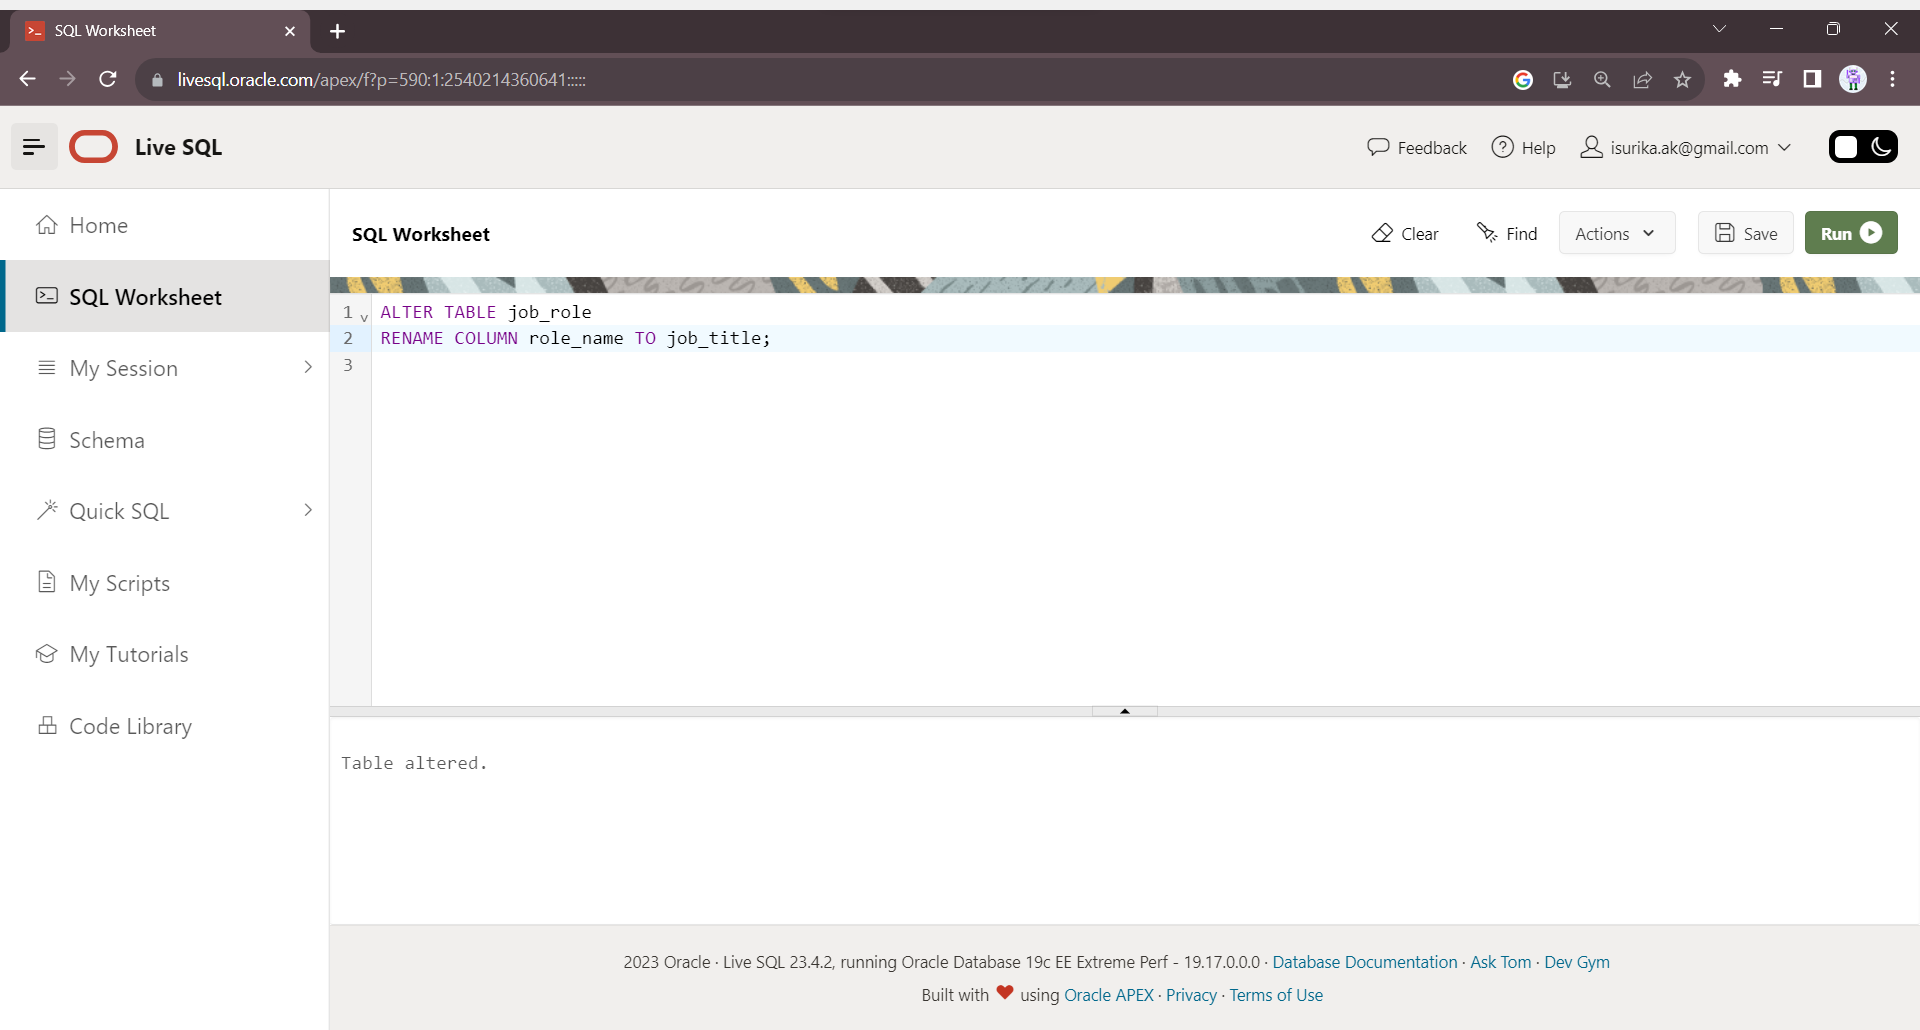 SQL Worksheet
livesql.oracle.com/apex/f?p=590:1:2540214360641:::::
Live SQL
Feedback
Help
isurika.ak@gmail.com
Home
SQL Worksheet
My Session
Schema
Quick SQL
My Scripts
My Tutorials
Code Library
SQL Worksheet
Clear
Find
Actions
Save
Run
1 ALTER TABLE job_role
2 RENAME COLUMN role_name TO job_title;
3
Table altered.
2023 Oracle · Live SQL 23.4.2, running Oracle Database 19c EE Extreme Perf - 19.17.0.0.0 · Database Documentation · Ask Tom · Dev Gym
Built with ♥ using Oracle APEX · Privacy · Terms of Use